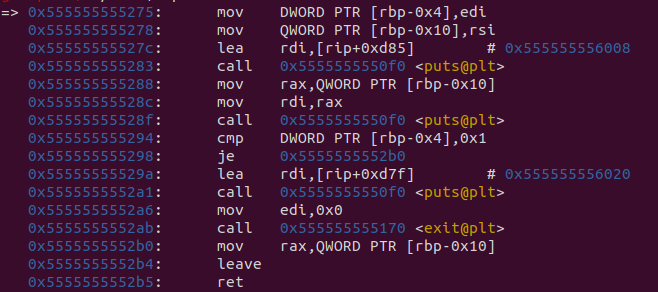 => 0x555555555275: mov DWORD PTR [rbp-0x4],edi
0x555555555278: mov QWORD PTR [rbp-0x10],rsi
0x55555555527c: lea rdi,[rip+0xd85] # 0x555555556008
0x555555555283: call 0x5555555550f0 <puts@plt>
0x555555555288: mov rax,QWORD PTR [rbp-0x10]
0x55555555528c: mov rdi,rax
0x55555555528f: call 0x5555555550f0 <puts@plt>
0x555555555294: cmp DWORD PTR [rbp-0x4],0x1
0x555555555298: je 0x5555555552b0
0x55555555529a: lea rdi,[rip+0xd7f] # 0x555555556020
0x5555555552a1: call 0x5555555550f0 <puts@plt>
0x5555555552a6: mov edi,0x0
0x5555555552ab: call 0x555555555170 <exit@plt>
0x5555555552b0: mov rax,QWORD PTR [rbp-0x10]
0x5555555552b4: leave
0x5555555552b5: ret